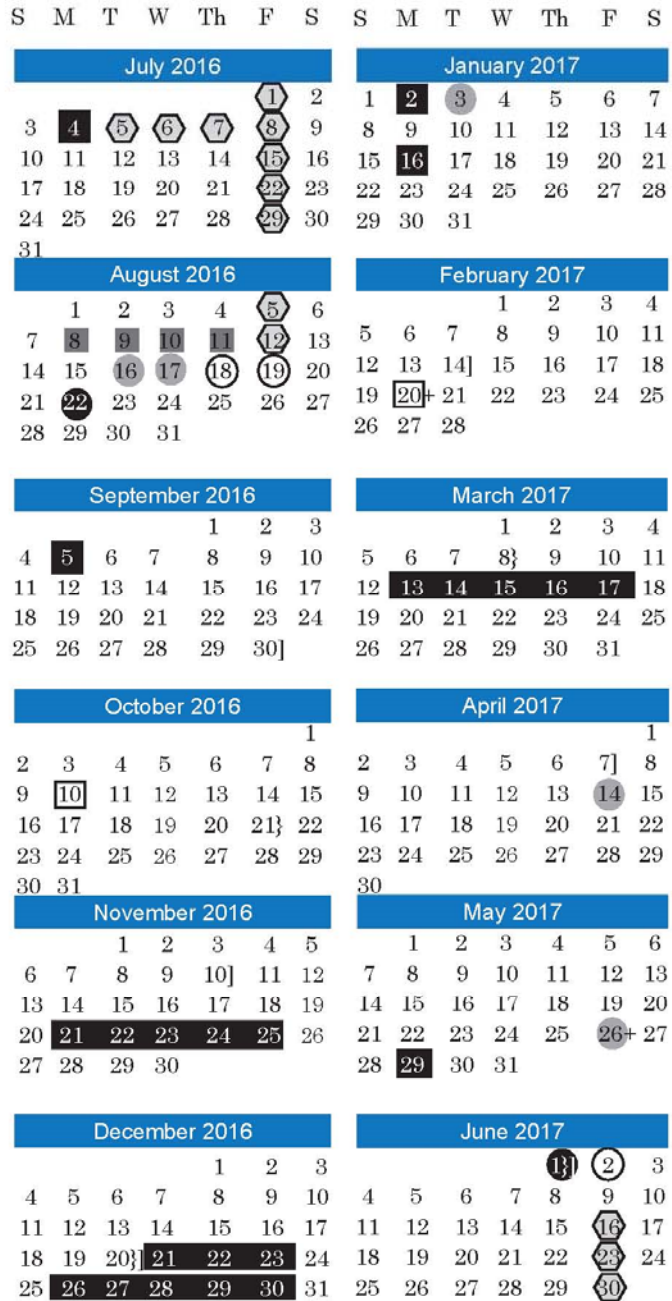 S M T W Th F S
July 2016
1 2
3 4 5 6 7 8 9
10 11 12 13 14 15 16
17 18 19 20 21 22 23
24 25 26 27 28 29 30
31
August 2016
1 2 3 4 5 6
7 8 9 10 11 12 13
14 15 16 17 18 19 20
21 22 23 24 25 26 27
28 29 30 31
September 2016
1 2 3
4 5 6 7 8 9 10
11 12 13 14 15 16 17
18 19 20 21 22 23 24
25 26 27 28 29 30]
October 2016
1
2 3 4 5 6 7 8
9 10 11 12 13 14 15
16 17 18 19 20 21} 22
23 24 25 26 27 28 29
30 31
November 2016
1 2 3 4 5
6 7 8 9 10] 11 12
13 14 15 16 17 18 19
20 21 22 23 24 25 26
27 28 29 30
December 2016
1 2 3
4 5 6 7 8 9 10
11 12 13 14 15 16 17
18 19 20}] 21 22 23 24
25 26 27 28 29 30 31
S M T W Th F S
January 2017
1 2 3 4 5 6 7
8 9 10 11 12 13 14
15 16 17 18 19 20 21
22 23 24 25 26 27 28
29 30 31
February 2017
1 2 3 4
5 6 7 8 9 10 11
12 13 14] 15 16 17 18
19 20+ 21 22 23 24 25
26 27 28
March 2017
1 2 3 4
5 6 7 8} 9 10 11
12 13 14 15 16 17 18
19 20 21 22 23 24 25
26 27 28 29 30 31
April 2017
1
2 3 4 5 6 7] 8
9 10 11 12 13 14 15
16 17 18 19 20 21 22
23 24 25 26 27 28 29
30
May 2017
1 2 3 4 5 6
7 8 9 10 11 12 13
14 15 16 17 18 19 20
21 22 23 24 25 26+ 27
28 29 30 31
June 2017
1}] 2 3
4 5 6 7 8 9 10
11 12 13 14 15 16 17
18 19 20 21 22 23 24
25 26 27 28 29 30